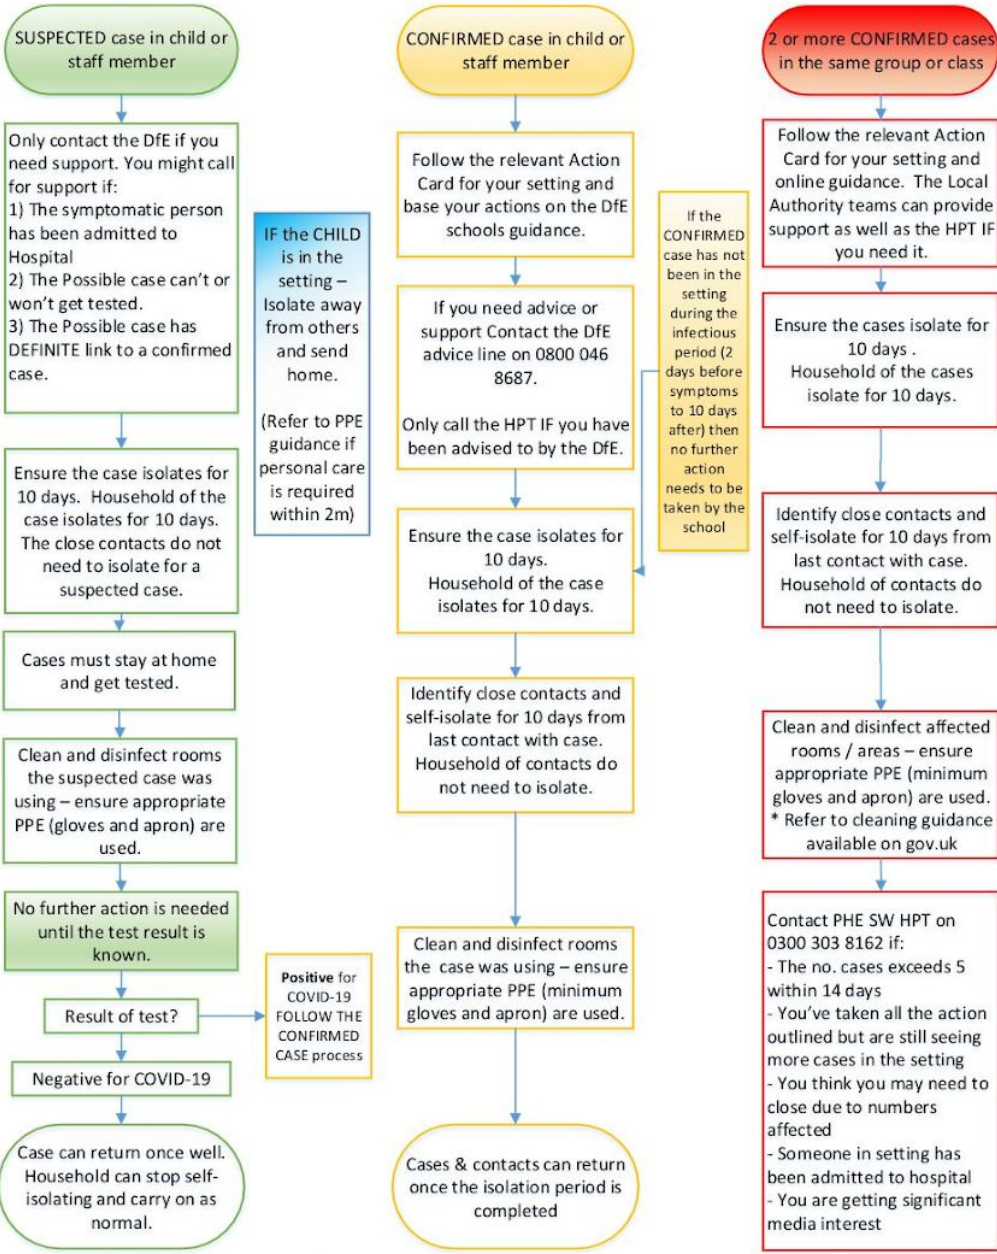 SUSPECTED case in child or
staff member
Only contact the DfE if you
need support. You might call
for support if:
1) The symptomatic person
has been admitted to
Hospital
2) The Possible case can’t or
won’t get tested.
3) The Possible case has
DEFINITE link to a confirmed
case.
Ensure the case isolates for
10 days. Household of the
case isolates for 10 days.
The close contacts do not
need to isolate for a
suspected case.
Cases must stay at home
and get tested.
Clean and disinfect rooms
the suspected case was
using – ensure appropriate
PPE (gloves and apron) are
used.
No further action is needed
until the test result is
known.
Result of test?
Negative for COVID-19
Case can return once well.
Household can stop self-
isolating and carry on as
normal.
IF the CHILD
is in the
setting –
Isolate away
from others
and send
home.
(Refer to PPE
guidance if
personal care
is required
within 2m)
Positive for
COVID-19
FOLLOW THE
CONFIRMED
CASE process
CONFIRMED case in child or
staff member
Follow the relevant Action
Card for your setting and
base your actions on the DfE
schools guidance.
If you need advice or
support Contact the DfE
advice line on 0800 046
8687.
Only call the HPT IF you have
been advised to by the DfE.
Ensure the case isolates for
10 days.
Household of the case
isolates for 10 days.
Identify close contacts and
self-isolate for 10 days from
last contact with case.
Household of contacts do
not need to isolate.
Clean and disinfect rooms
the case was using – ensure
appropriate PPE (minimum
gloves and apron) are used.
Cases & contacts can return
once the isolation period is
completed
If the
CONFIRMED
case has not
been in the
setting
during the
infectious
period (2
days before
symptoms
to 10 days
after) then
no further
action
needs to be
taken by the
school
2 or more CONFIRMED cases
in the same group or class
Follow the relevant Action
Card for your setting and
online guidance. The Local
Authority teams can provide
support as well as the HPT IF
you need it.
Ensure the cases isolate for
10 days .
Household of the cases
isolate for 10 days.
Identify close contacts and
self-isolate for 10 days from
last contact with case.
Household of contacts do
not need to isolate.
Clean and disinfect affected
rooms / areas – ensure
appropriate PPE (minimum
gloves and apron) are used.
* Refer to cleaning guidance
available on gov.uk
Contact PHE SW HPT on
0300 303 8162 if:
- The no. cases exceeds 5
within 14 days
- You’ve taken all the action
outlined but are still seeing
more cases in the setting
- You think you may need to
close due to numbers
affected
- Someone in setting has
been admitted to hospital
- You are getting significant
media interest